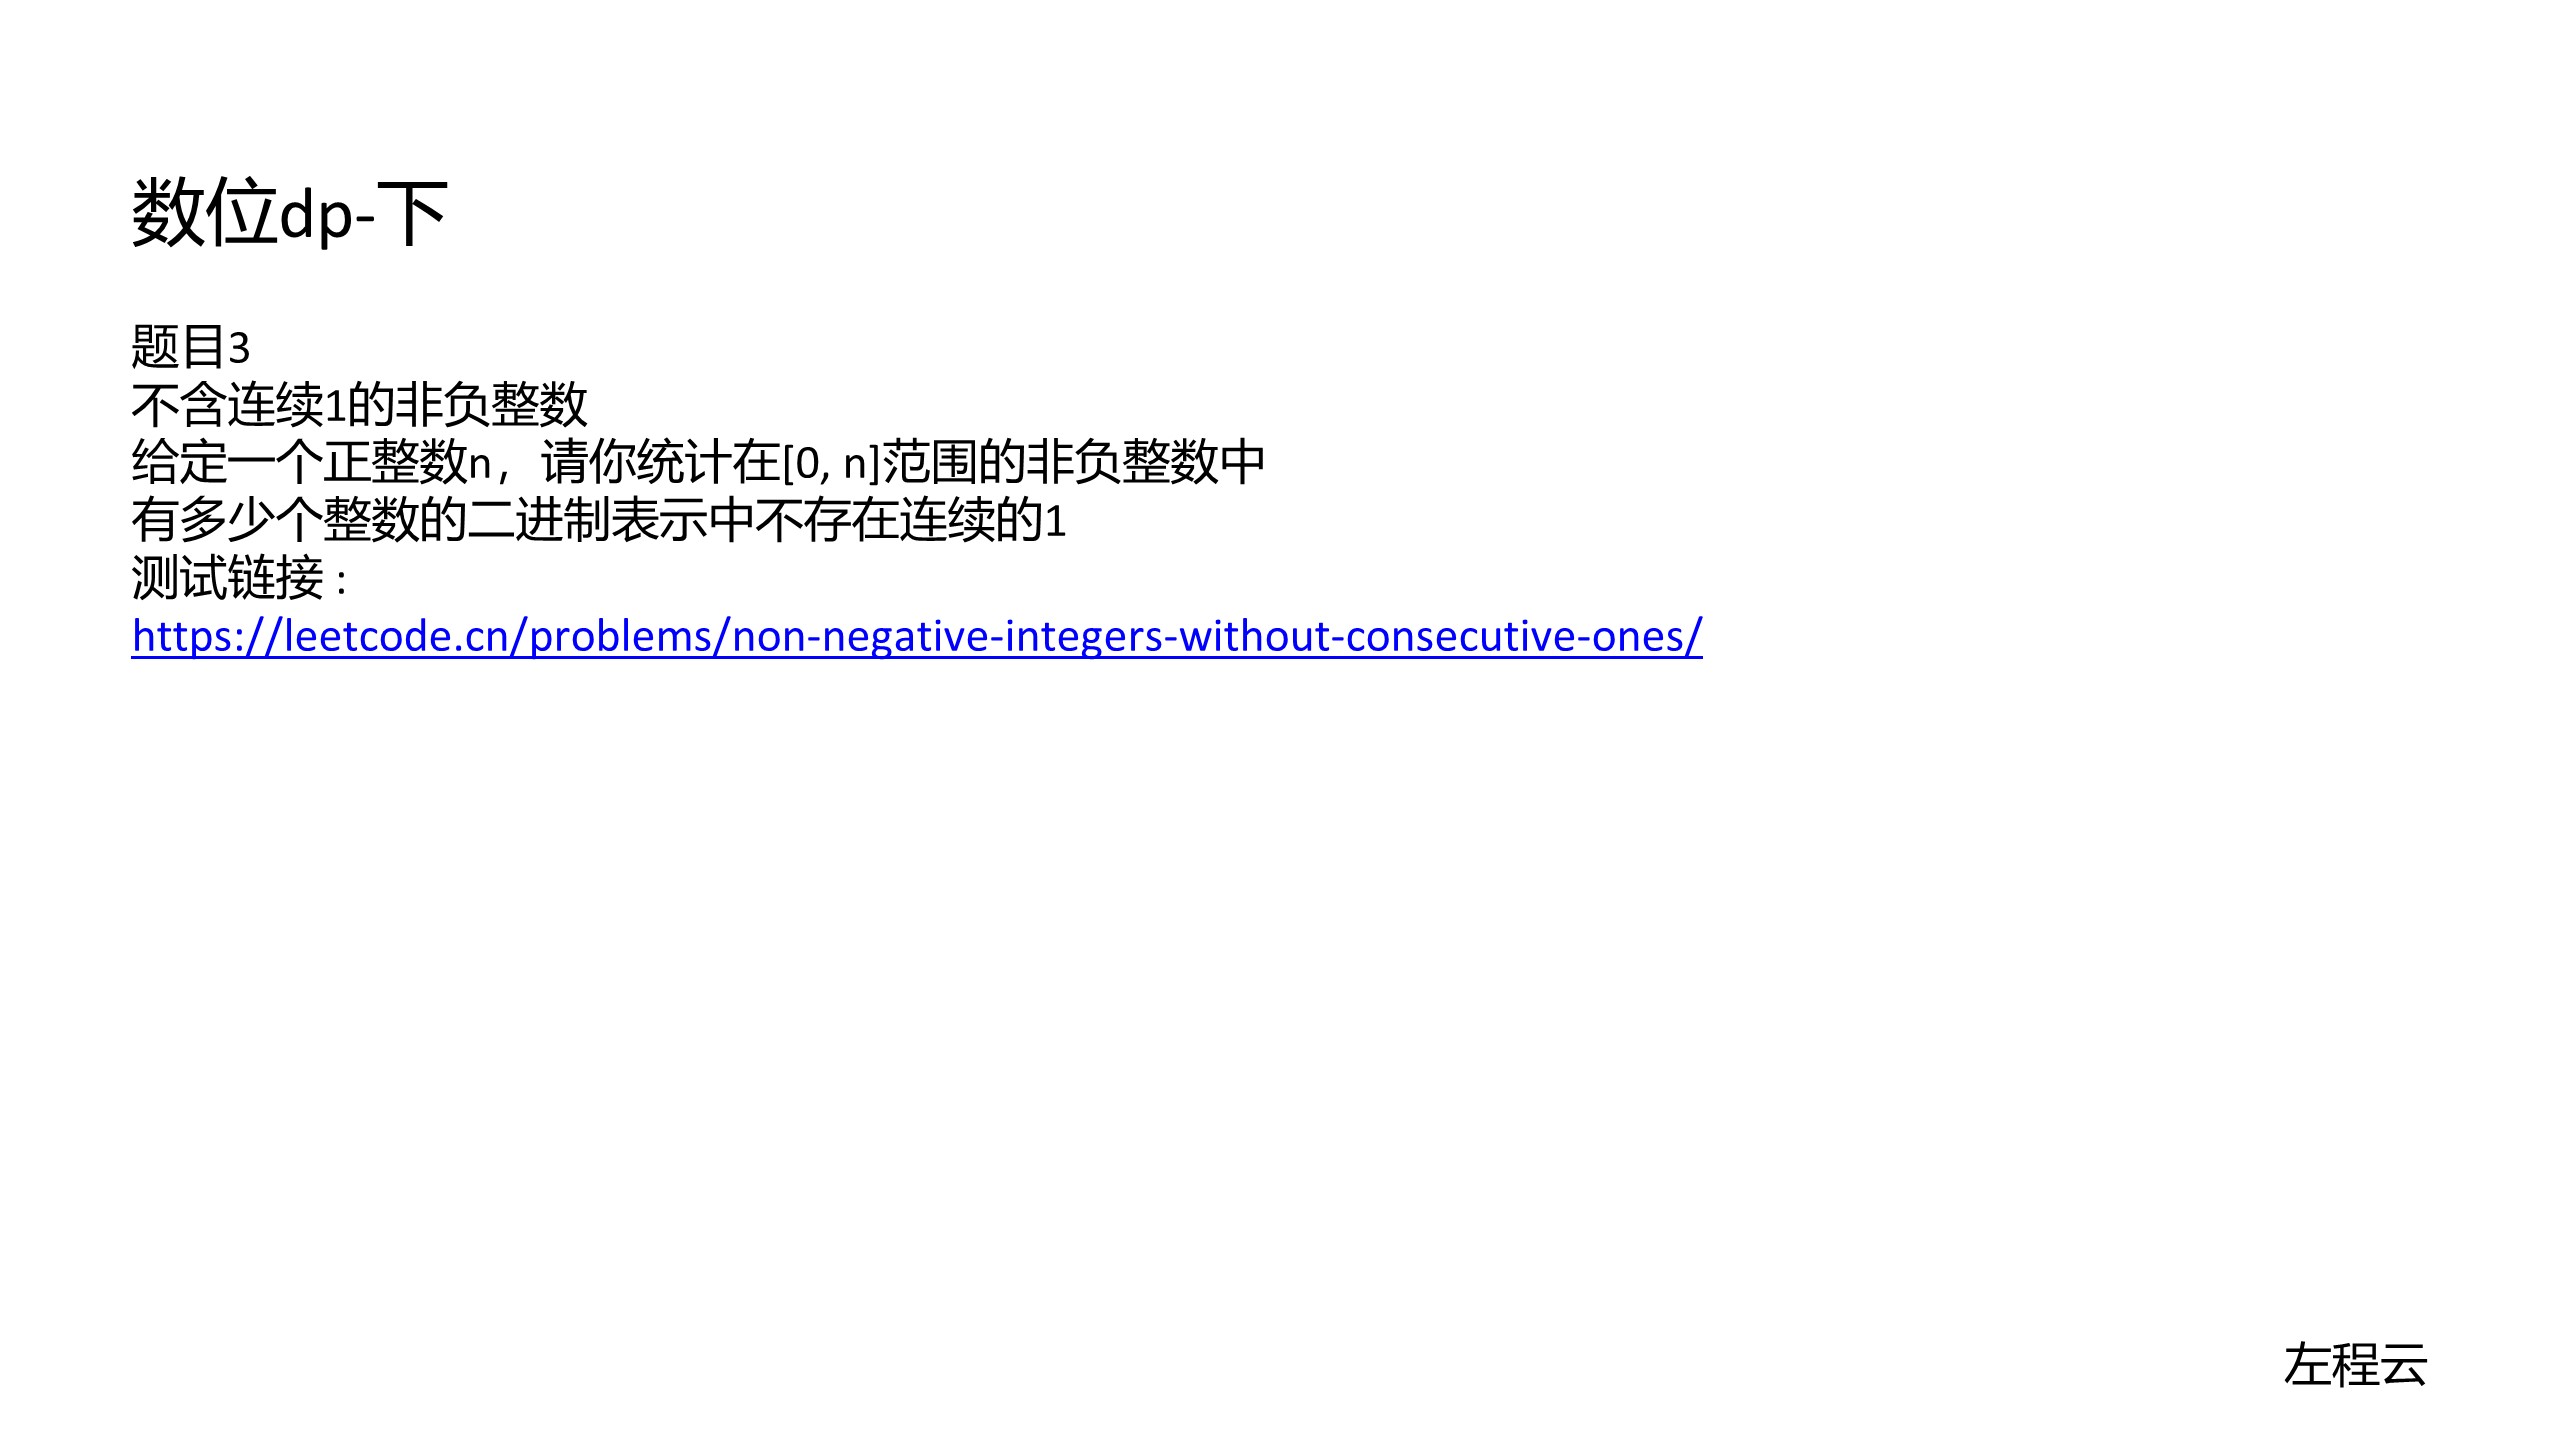 数位dp-下
题目3
不含连续1的非负整数
给定一个正整数n，请你统计在[0, n]范围的非负整数中
有多少个整数的二进制表示中不存在连续的1
测试链接 :
https://leetcode.cn/problems/non-negative-integers-without-consecutive-ones/
左程云